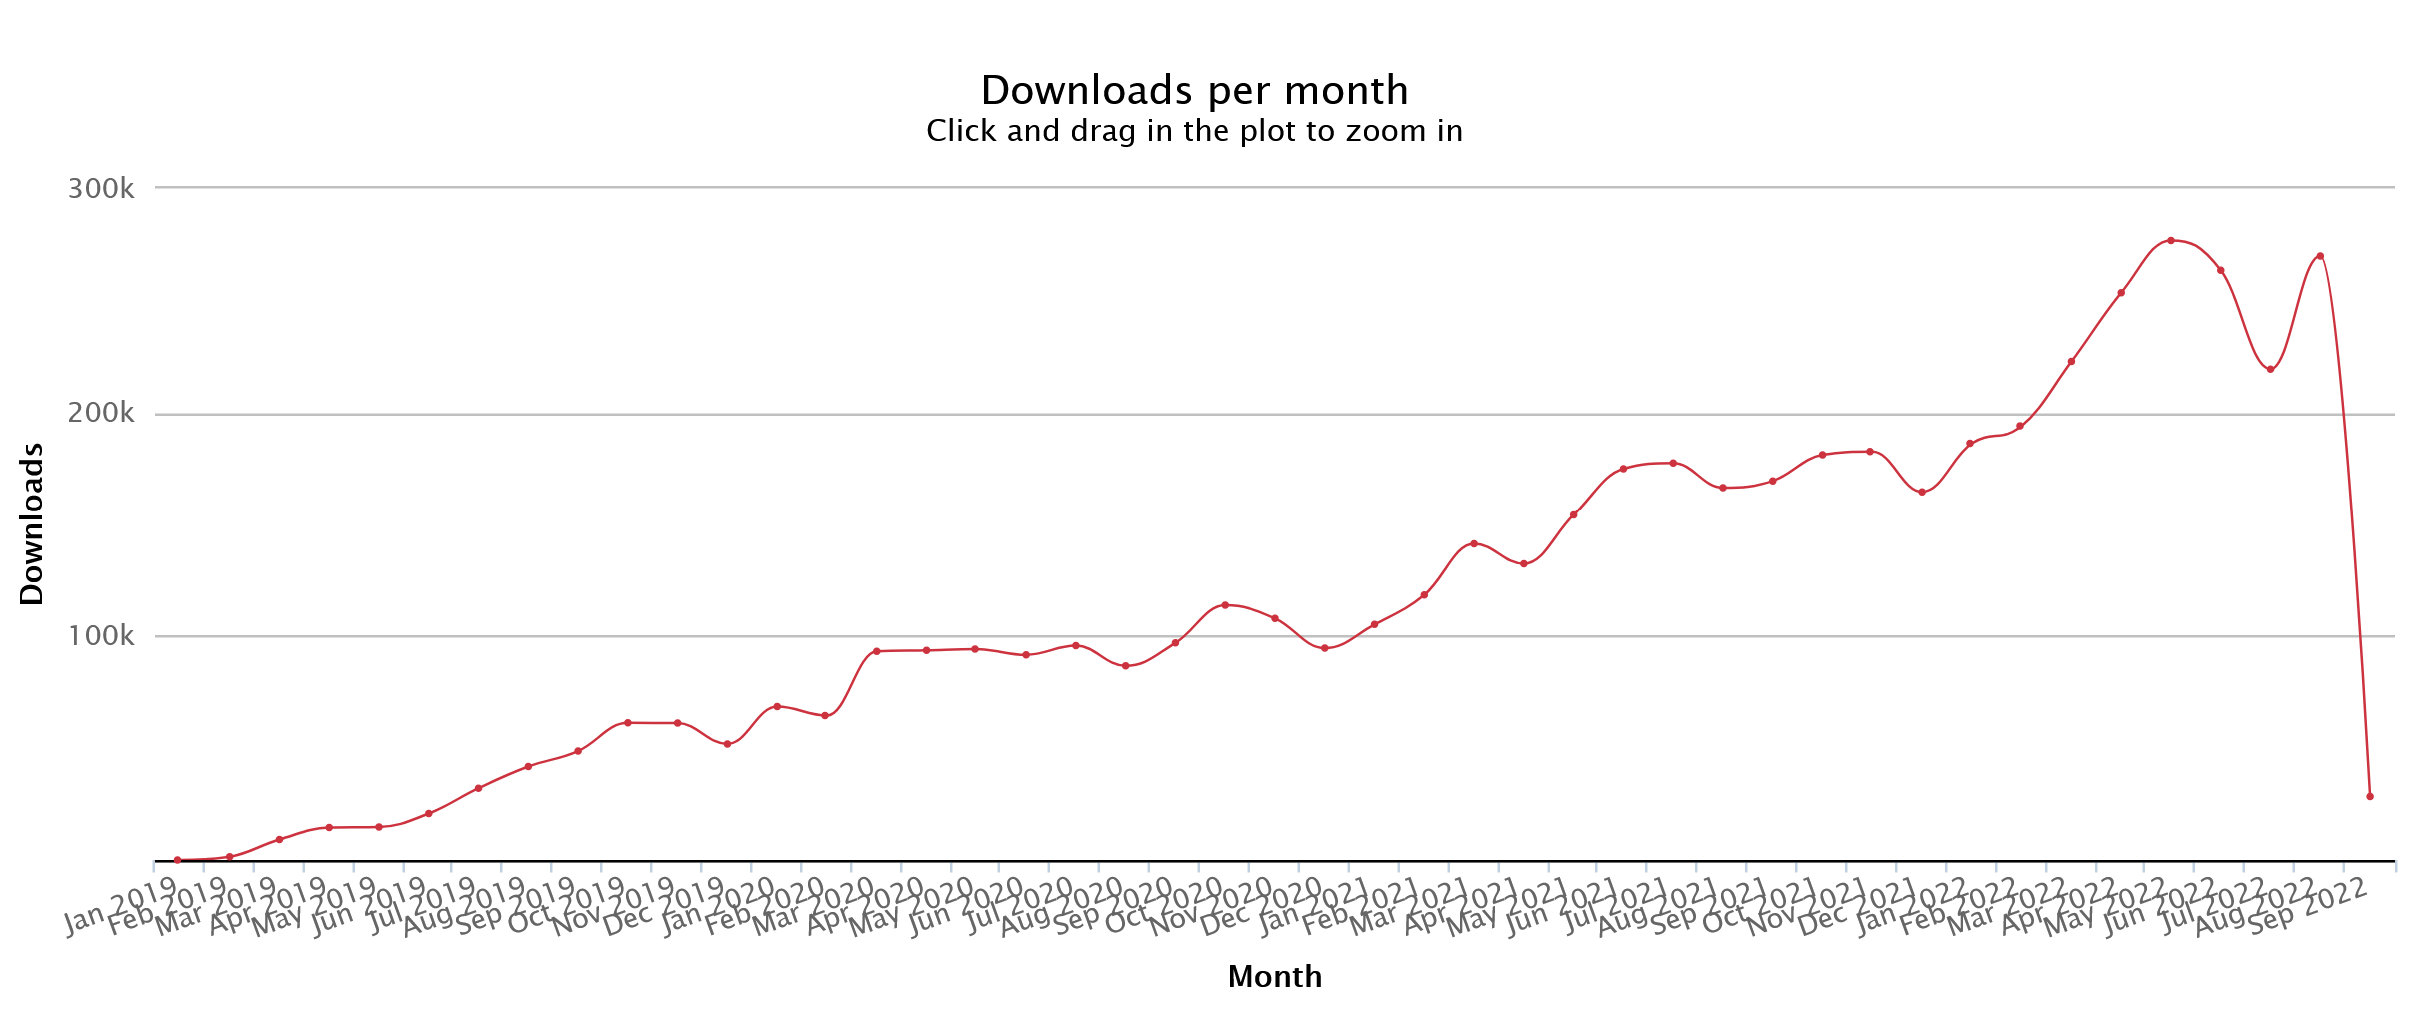 Downloads per month
Click and drag in the plot to zoom in
300k
200k
100k
Downloads
Jan 2019
Feb 2019
Mar 2019
Apr 2019
May 2019
Jun 2019
Jul 2019
Aug 2019
Sep 2019
Oct 2019
Nov 2019
Dec 2019
Jan 2020
Feb 2020
Mar 2020
Apr 2020
May 2020
Jun 2020
Jul 2020
Aug 2020
Sep 2020
Oct 2020
Nov 2020
Dec 2020
Jan 2021
Feb 2021
Mar 2021
Apr 2021
May 2021
Jun 2021
Jul 2021
Aug 2021
Sep 2021
Oct 2021
Nov 2021
Dec 2021
Jan 2022
Feb 2022
Mar 2022
Apr 2022
May 2022
Jun 2022
Jul 2022
Aug 2022
Sep 2022
Month